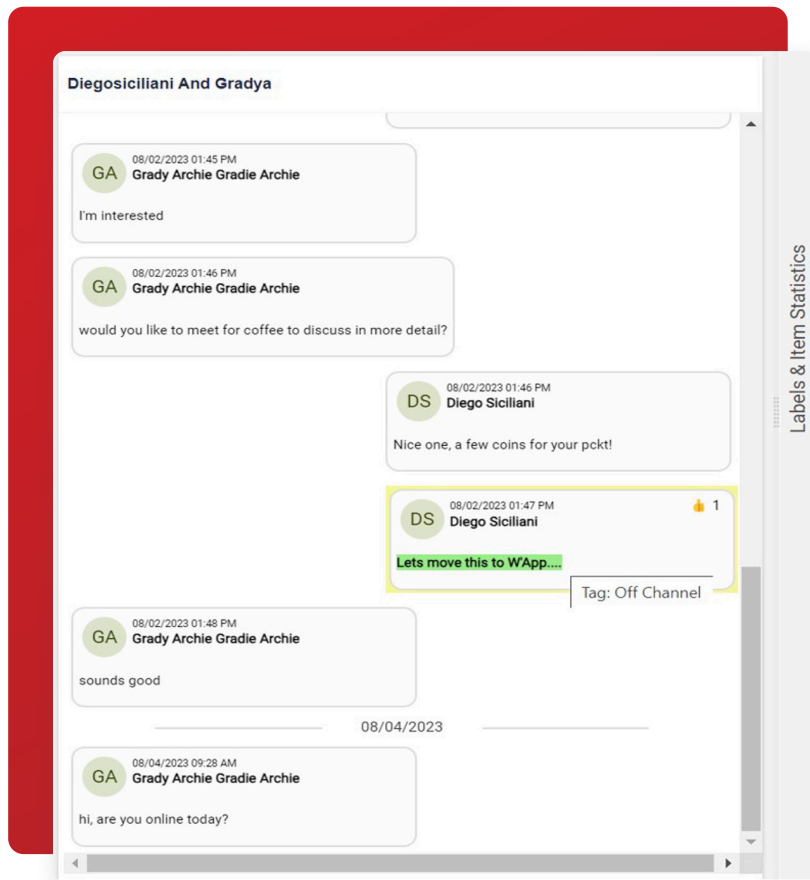 Diegosiciliani And Gradya
GA
08/02/2023 01:45 PM
Grady Archie Gradie Archie
I'm interested
GA
08/02/2023 01:46 PM
Grady Archie Gradie Archie
would you like to meet for coffee to discuss in more detail?
DS
08/02/2023 01:46 PM
Diego Siciliani
Nice one, a few coins for your pckt!
DS
08/02/2023 01:47 PM
👍 1
Diego Siciliani
Lets move this to W'App....
Tag: Off Channel
GA
08/02/2023 01:48 PM
Grady Archie Gradie Archie
sounds good
08/04/2023
GA
08/04/2023 09:28 AM
Grady Archie Gradie Archie
hi, are you online today?
Labels & Item Statistics